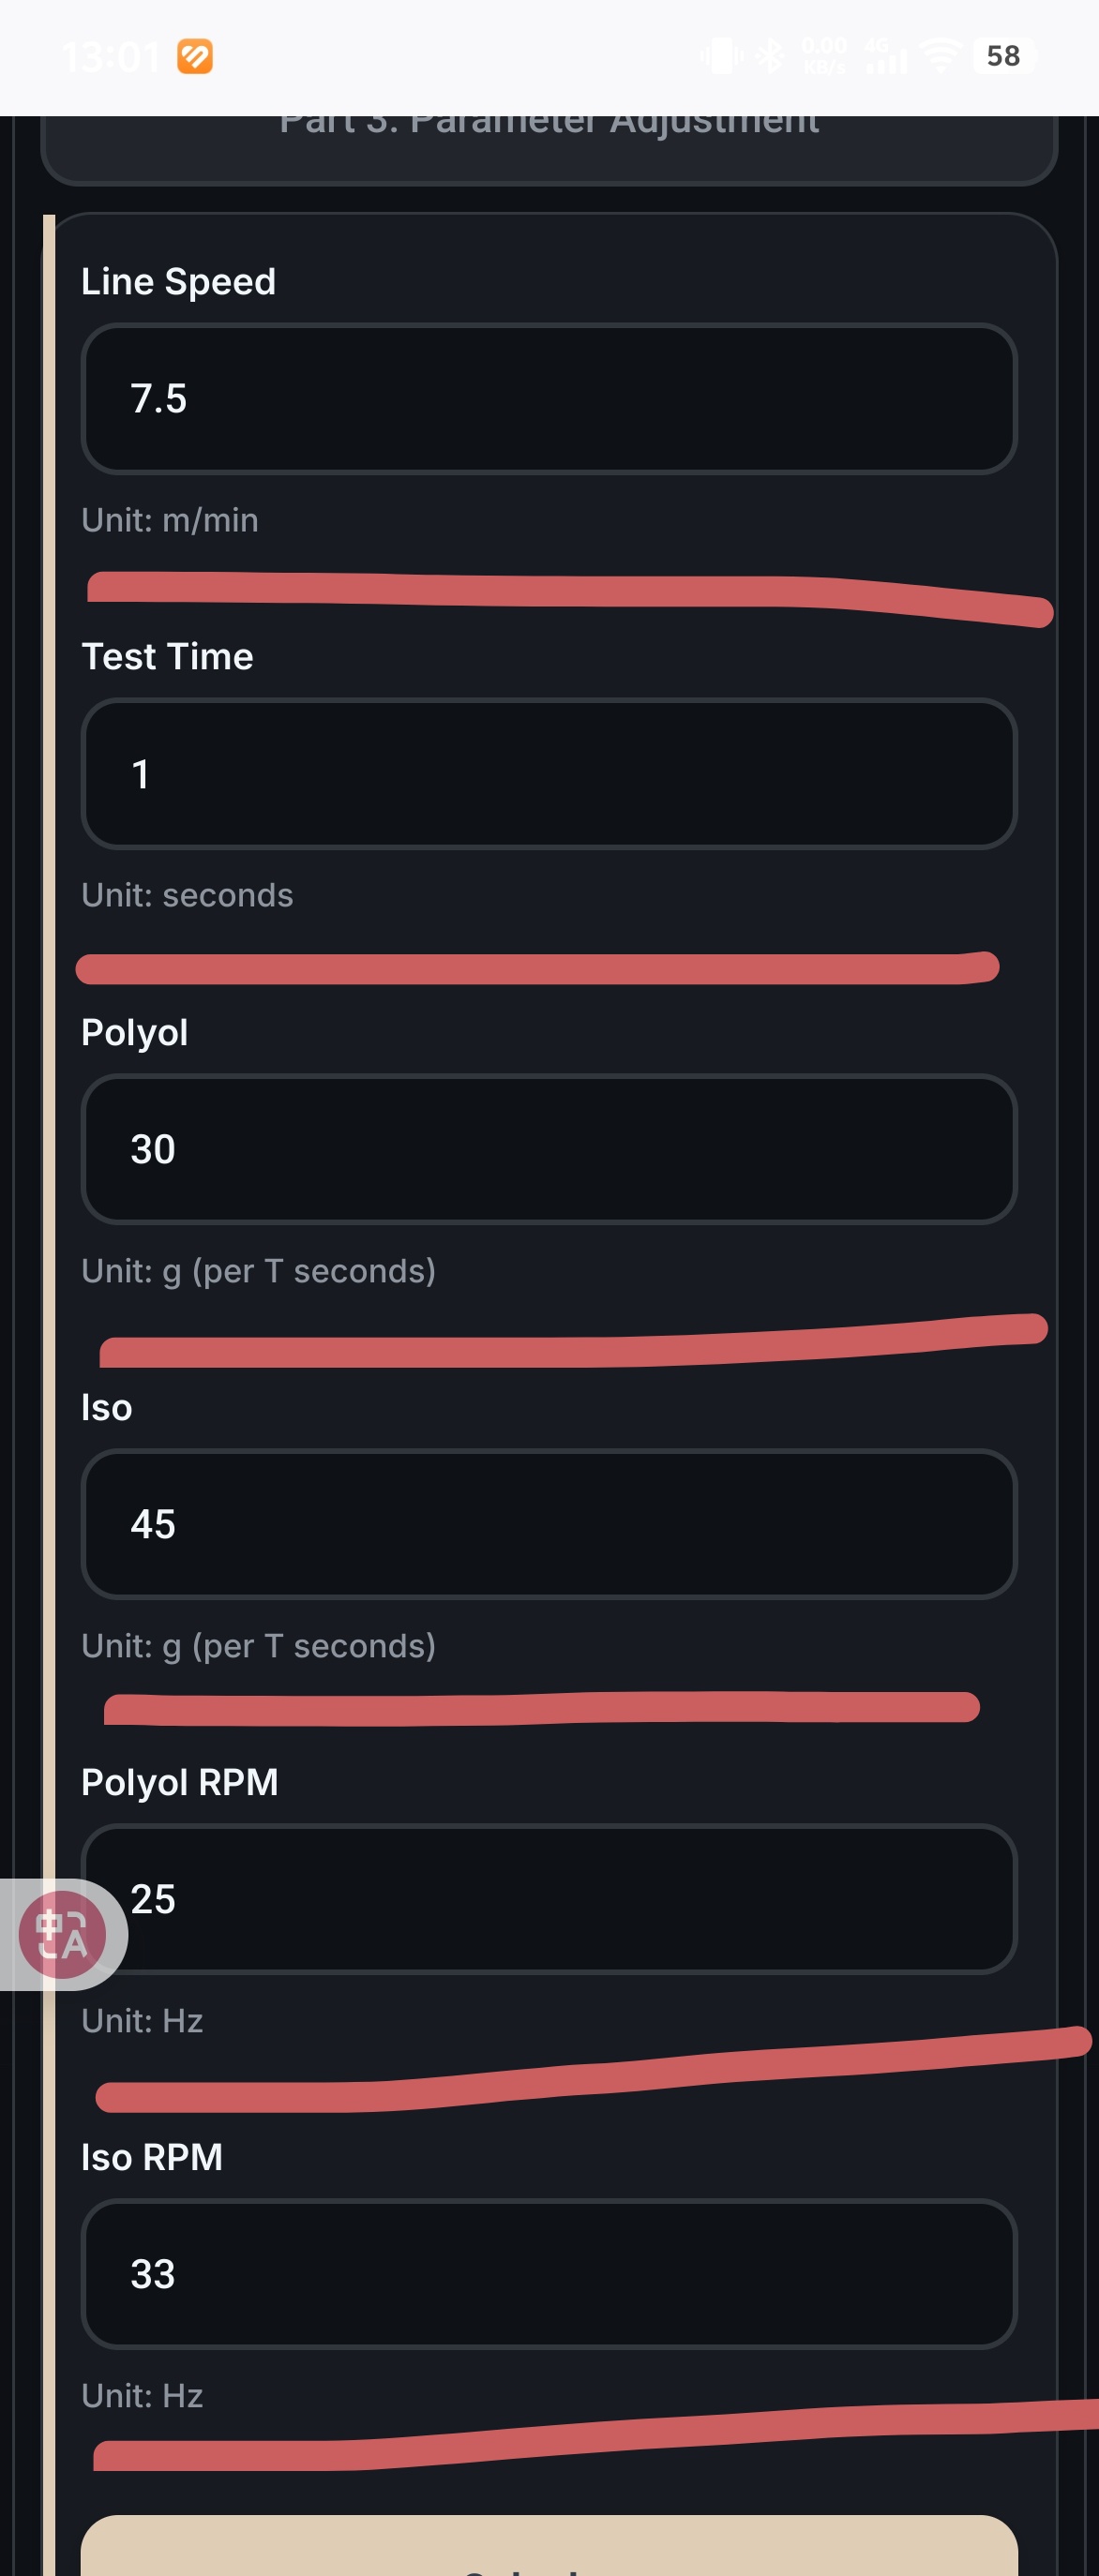 13:01
0.00
KB/s
4G
58
Part 3. Parameter Adjustment
Line Speed
7.5
Unit: m/min
Test Time
1
Unit: seconds
Polyol
30
Unit: g (per T seconds)
Iso
45
Unit: g (per T seconds)
Polyol RPM
25
中A
Unit: Hz
Iso RPM
33
Unit: Hz